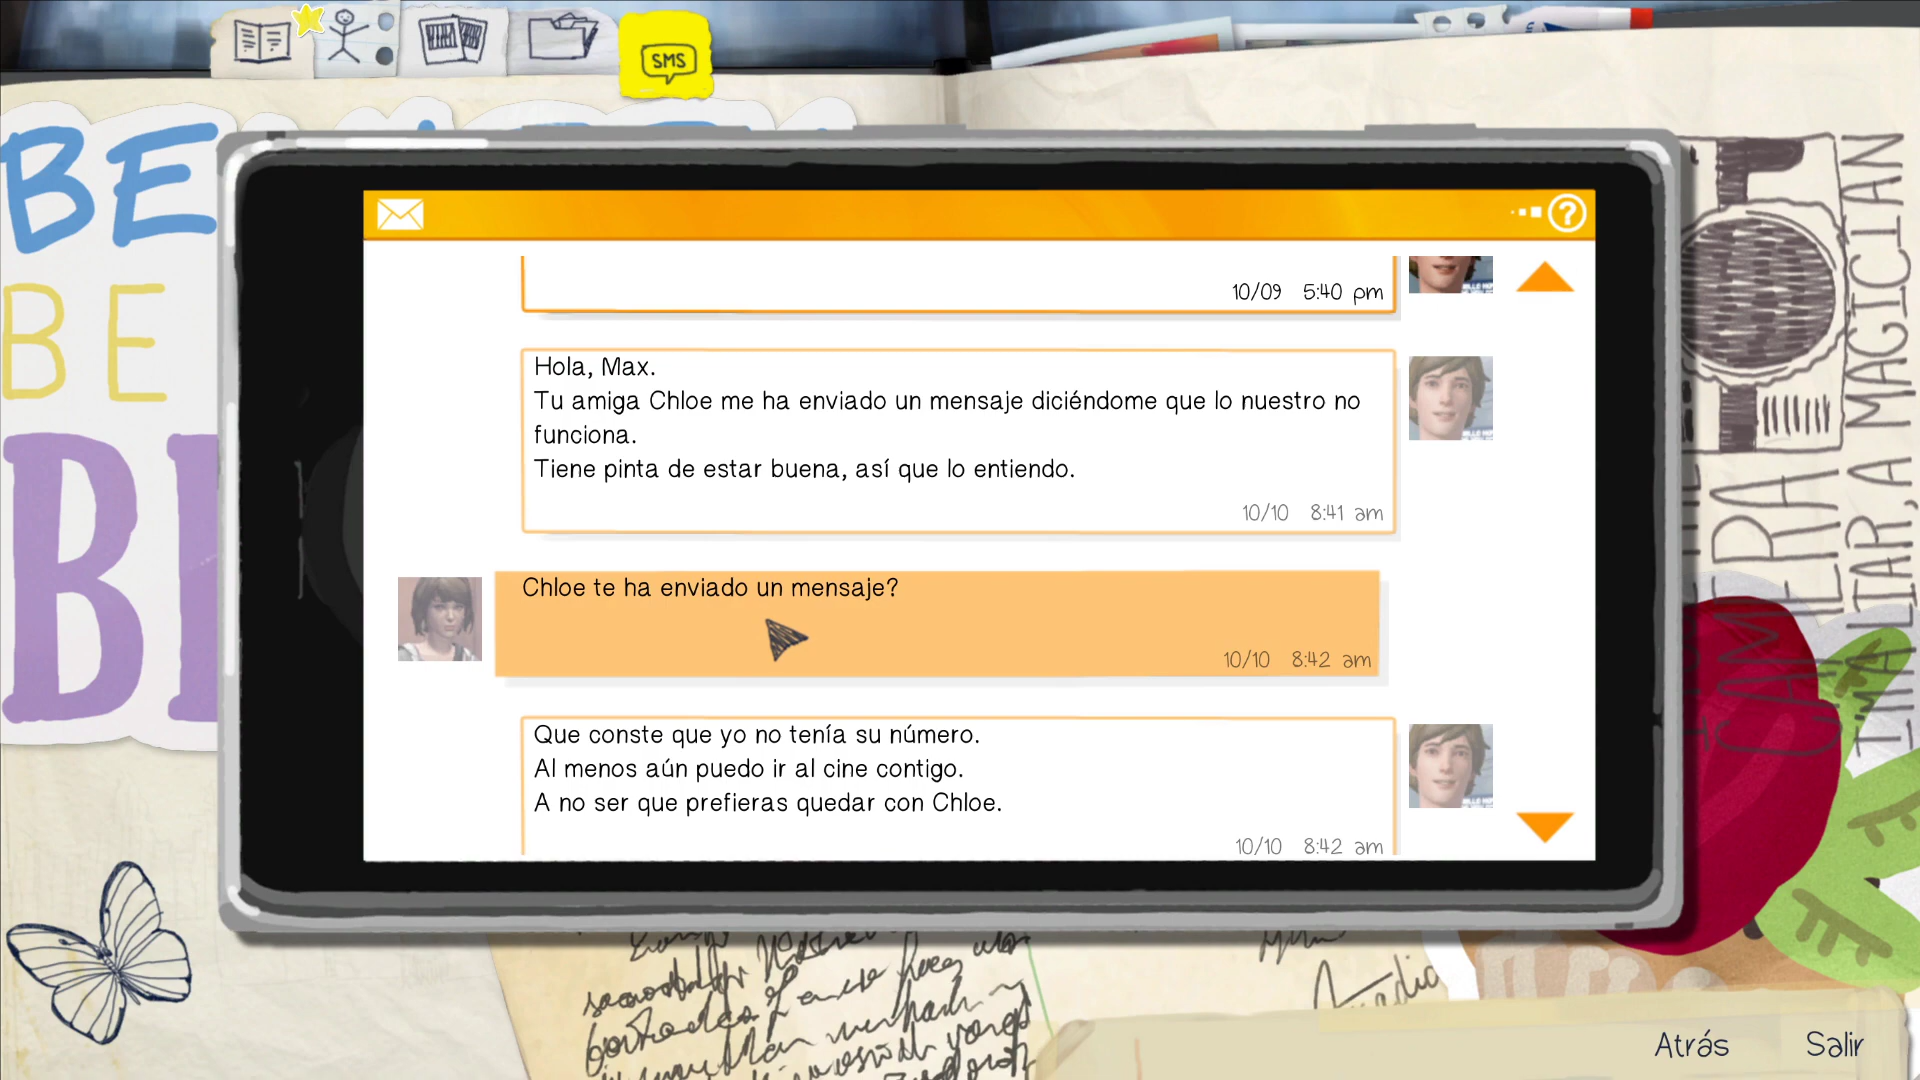 SMS
BE
BE
10/09 5:40 pm
Hola, Max.
Tu amiga Chloe me ha enviado un mensaje diciéndome que lo nuestro no
funciona.
Tiene pinta de estar buena, así que lo entiendo.
10/10 8:41 am
Chloe te ha enviado un mensaje?
10/10 8:42 am
Que conste que yo no tenía su número.
Al menos aún puedo ir al cine contigo.
A no ser que prefieras quedar con Chloe.
10/10 8:42 am
CAMERA
LIAR, A MAGICIAN
Atrás Salir